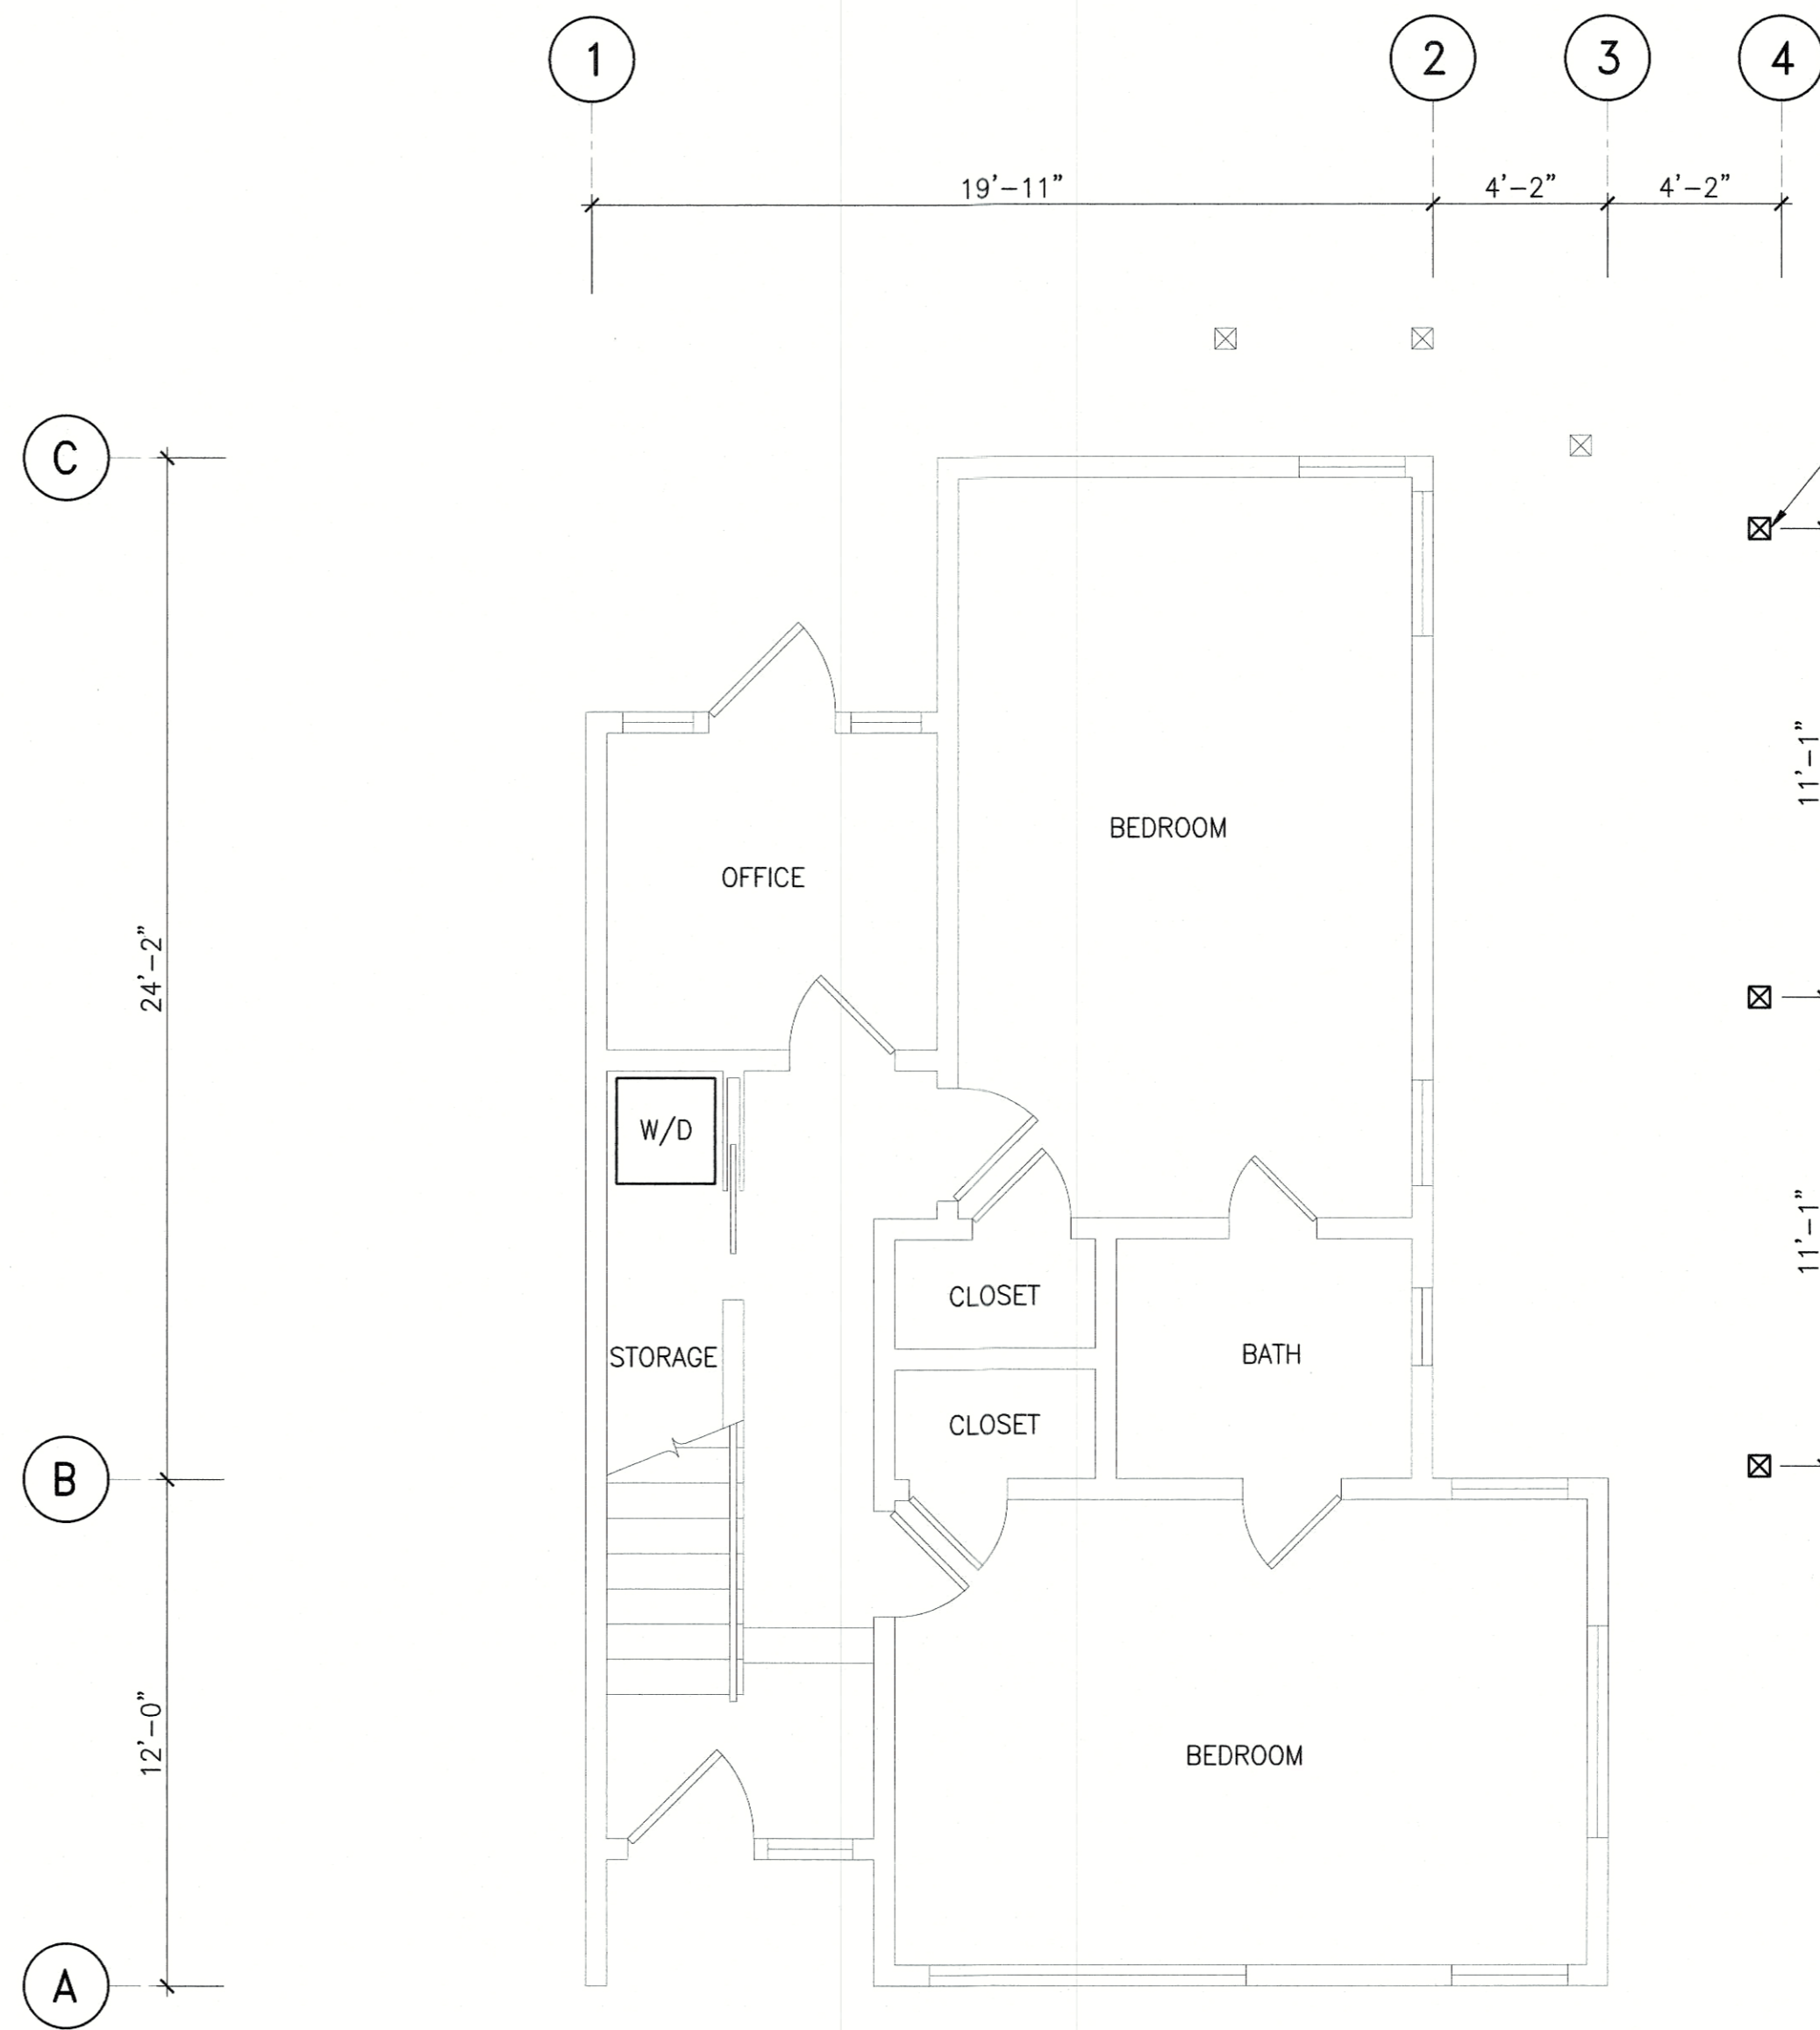 1
2
3
4
19'-11"
4'-2"
4'-2"
C
11'-1"
BEDROOM
OFFICE
24'-2"
W/D
11'-1"
CLOSET
BATH
STORAGE
CLOSET
B
12'-0"
BEDROOM
A